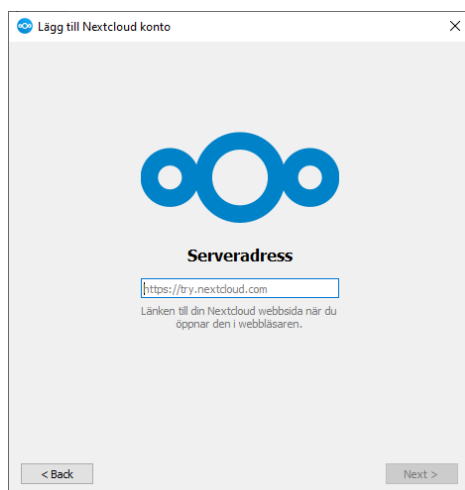 Lägg till Nextcloud konto
Serveradress
https://try.nextcloud.com
Länken till din Nextcloud webbsida när du
öppnar den i webbläsaren.
< Back
Next >